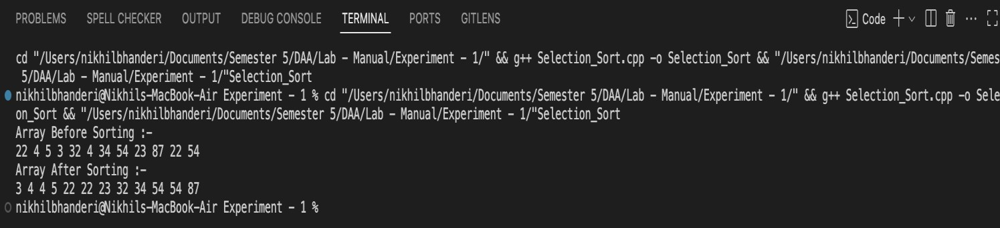 PROBLEMS SPELL CHECKER OUTPUT DEBUG CONSOLE TERMINAL PORTS GITLENS Code
cd "/Users/nikhilbhanderi/Documents/Semester 5/DAA/Lab - Manual/Experiment - 1/" && g++ Selection_Sort.cpp -o Selection_Sort && "/Users/nikhilbhanderi/Documents/Semes
5/DAA/Lab - Manual/Experiment - 1/"Selection_Sort
nikhilbhanderi@Nikhils-MacBook-Air Experiment - 1 % cd "/Users/nikhilbhanderi/Documents/Semester 5/DAA/Lab - Manual/Experiment - 1/" && g++ Selection_Sort.cpp -o Sele
on_Sort && "/Users/nikhilbhanderi/Documents/Semester 5/DAA/Lab - Manual/Experiment - 1/"Selection_Sort
Array Before Sorting :-
22 4 5 3 32 4 34 54 23 87 22 54
Array After Sorting :-
3 4 4 5 22 22 23 32 34 54 54 87
nikhilbhanderi@Nikhils-MacBook-Air Experiment - 1 %